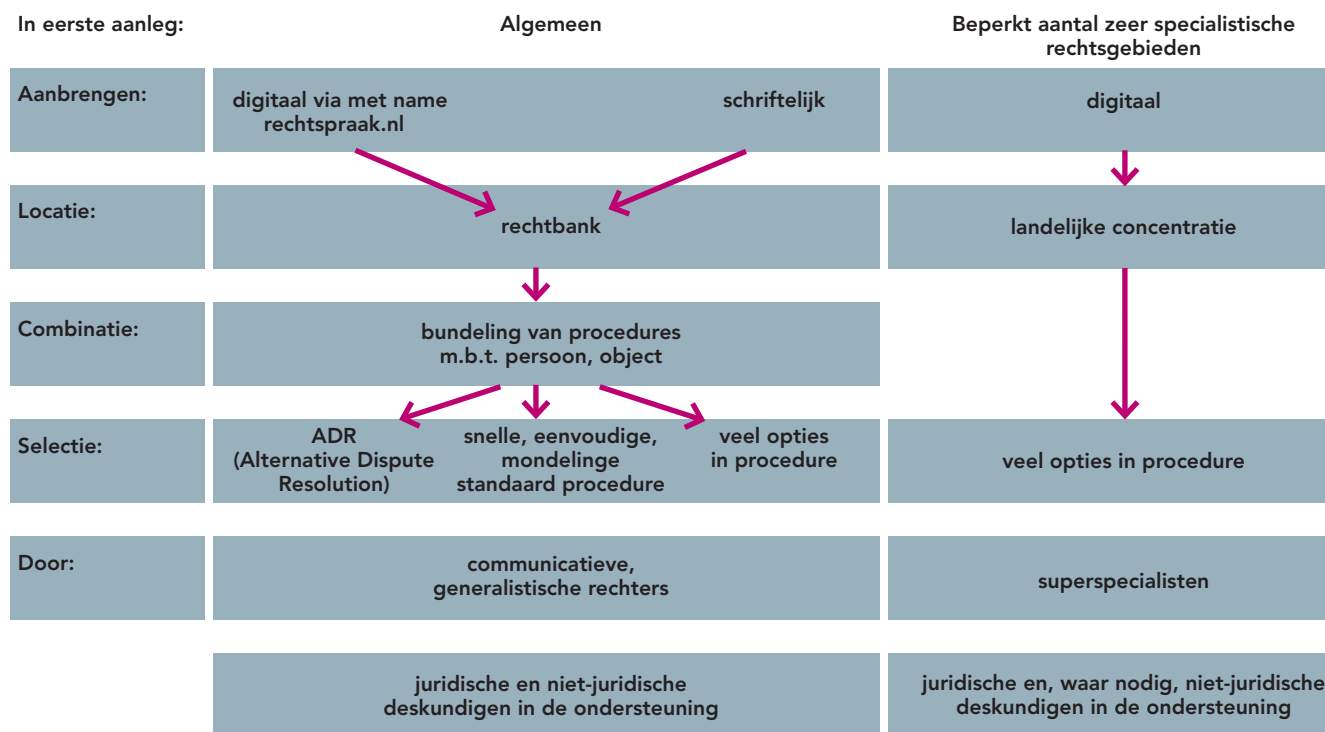 In eerste aanleg:
Algemeen
Beperkt aantal zeer specialistische
rechtsgebieden
Aanbrengen:
digitaal via met name
rechtspraak.nl
schriftelijk
digitaal
Locatie:
rechtbank
landelijke concentratie
Combinatie:
bundeling van procedures
m.b.t. persoon, object
Selectie:
ADR
(Alternative Dispute
Resolution)
snelle, eenvoudige,
mondelinge
standaard procedure
veel opties
in procedure
veel opties in procedure
Door:
communicatieve,
generalistische rechters
superspecialisten
juridische en niet-juridische
deskundigen in de ondersteuning
juridische en, waar nodig, niet-juridische
deskundigen in de ondersteuning